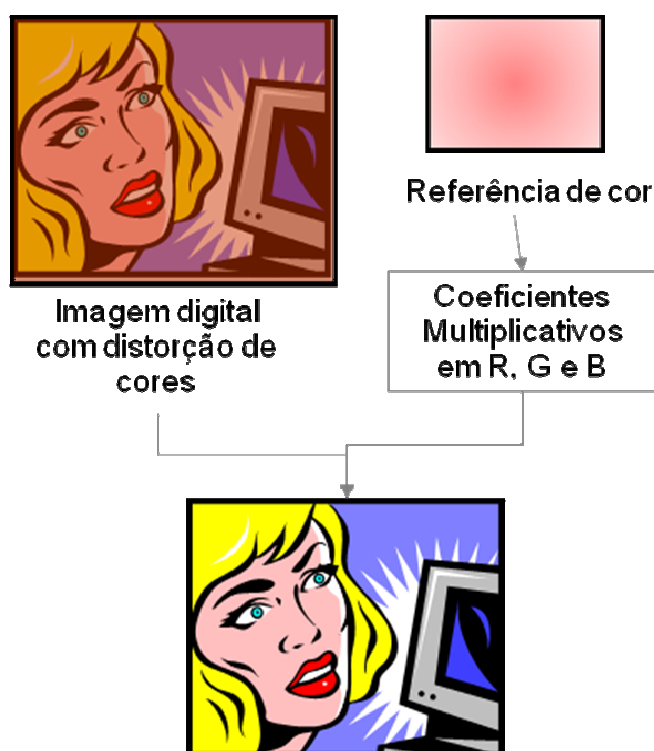 Referência de cor
Imagem digital
com distorção de
cores
Coeficientes
Multiplicativos
em R, G e B